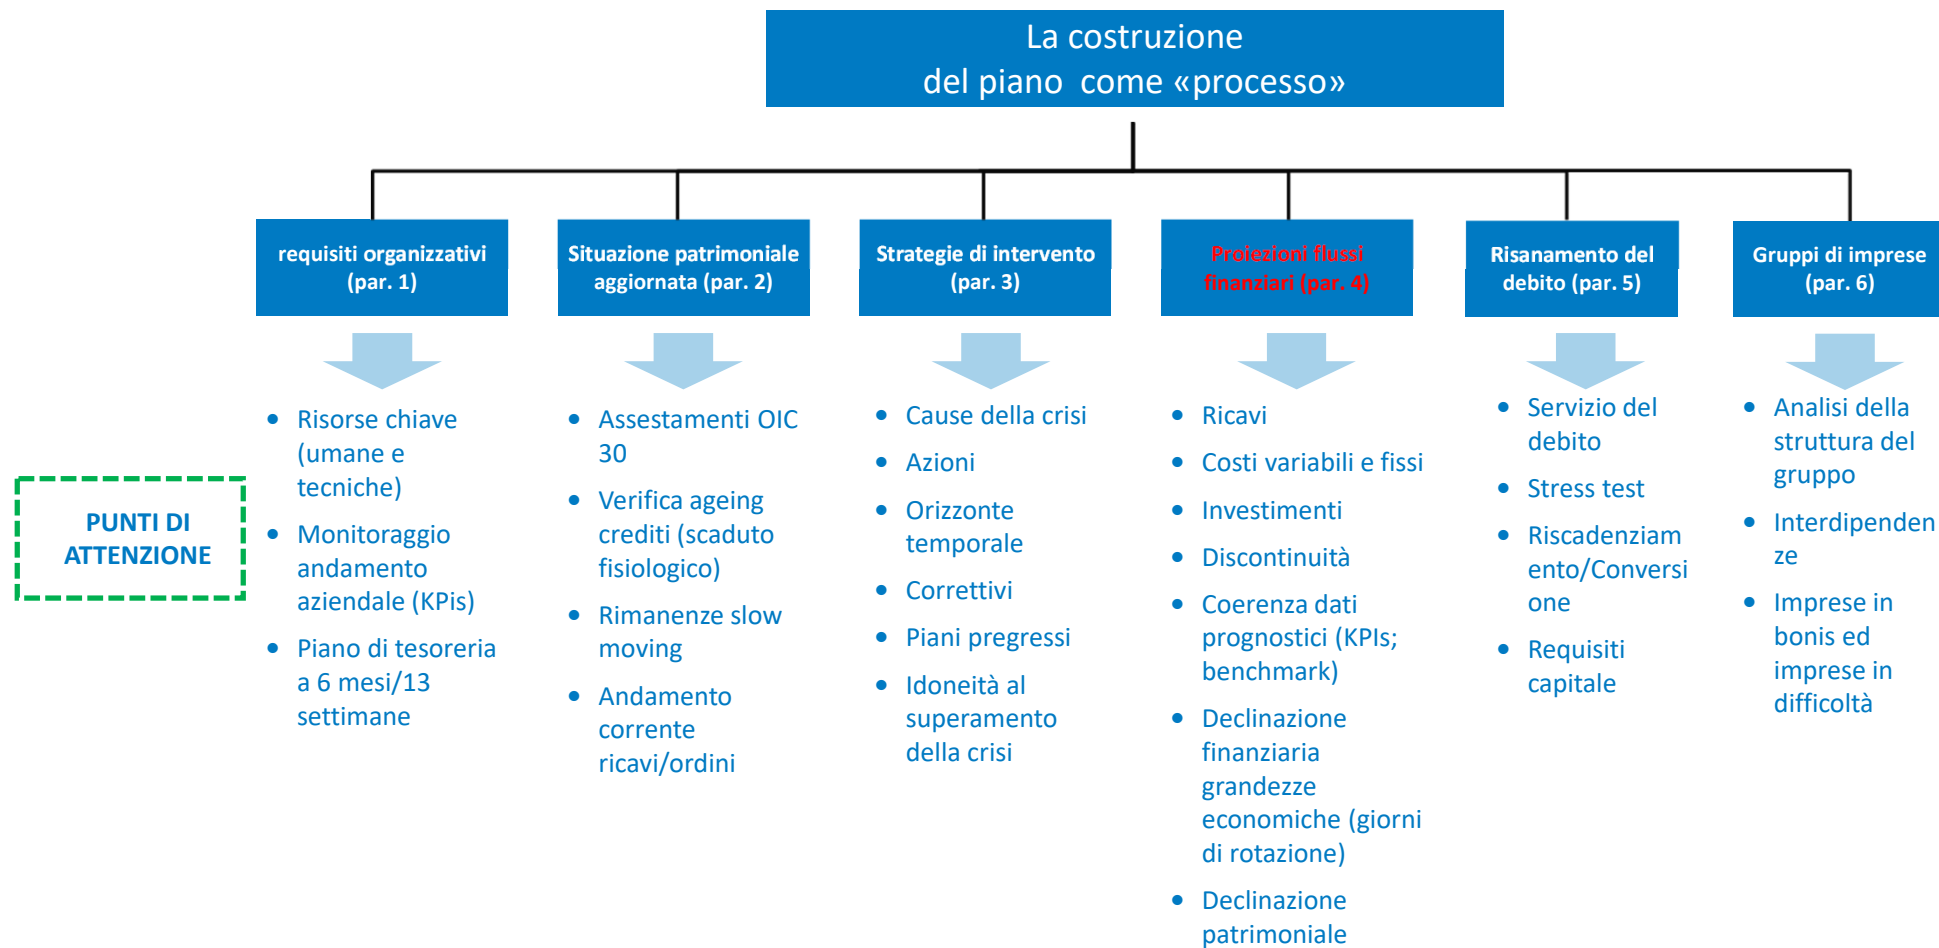 La costruzione
del piano come «processo»
requisiti organizzativi
(par. 1)
Situazione patrimoniale
aggiornata (par. 2)
Strategie di intervento
(par. 3)
Proiezioni flussi
finanziari (par. 4)
Risanamento del
debito (par. 5)
Gruppi di imprese
(par. 6)
PUNTI DI
ATTENZIONE
• Risorse chiave
(umane e
tecniche)
• Monitoraggio
andamento
aziendale (KPis)
• Piano di tesoreria
a 6 mesi/13
settimane
• Assestamenti OIC
30
• Verifica ageing
crediti (scaduto
fisiologico)
• Rimanenze slow
moving
• Andamento
corrente
ricavi/ordini
• Cause della crisi
• Azioni
• Orizzonte
temporale
• Correttivi
• Piani pregressi
• Idoneità al
superamento
della crisi
• Ricavi
• Costi variabili e fissi
• Investimenti
• Discontinuità
• Coerenza dati
prognostici (KPIs;
benchmark)
• Declinazione
finanziaria
grandezze
economiche (giorni
di rotazione)
• Declinazione
patrimoniale
• Servizio del
debito
• Stress test
• Riscadenziam
ento/Conversi
one
• Requisiti
capitale
• Analisi della
struttura del
gruppo
• Interdipenden
ze
• Imprese in
bonis ed
imprese in
difficoltà